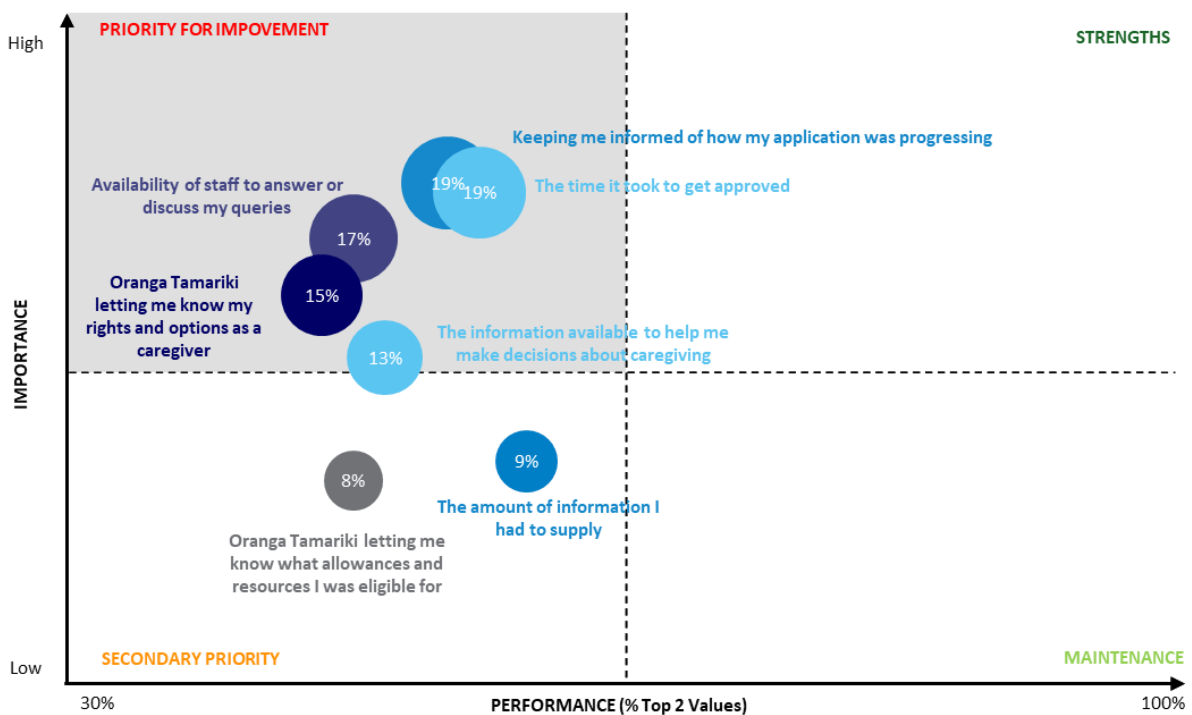 PRIORITY FOR IMPOVEMENT
High
STRENGTHS
Keeping me informed of how my application was progressing
Availability of staff to answer or
discuss my queries
19%
19%
The time it took to get approved
17%
Oranga Tamariki
letting me know my
rights and options as a
caregiver
15%
The information available to help me
make decisions about caregiving
13%
IMPORTANCE
9%
8%
The amount of information I
had to supply
Oranga Tamariki letting me
know what allowances and
resources I was eligible for
Low
SECONDARY PRIORITY
MAINTENANCE
30%
PERFORMANCE (% Top 2 Values)
100%